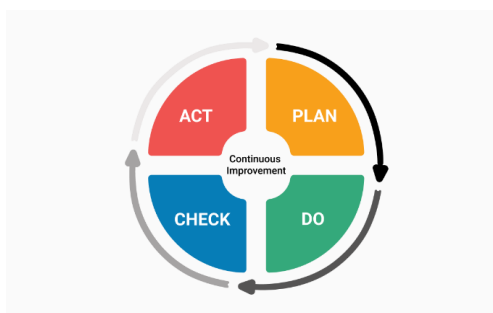 ACT
PLAN
Continuous
Improvement
CHECK
DO